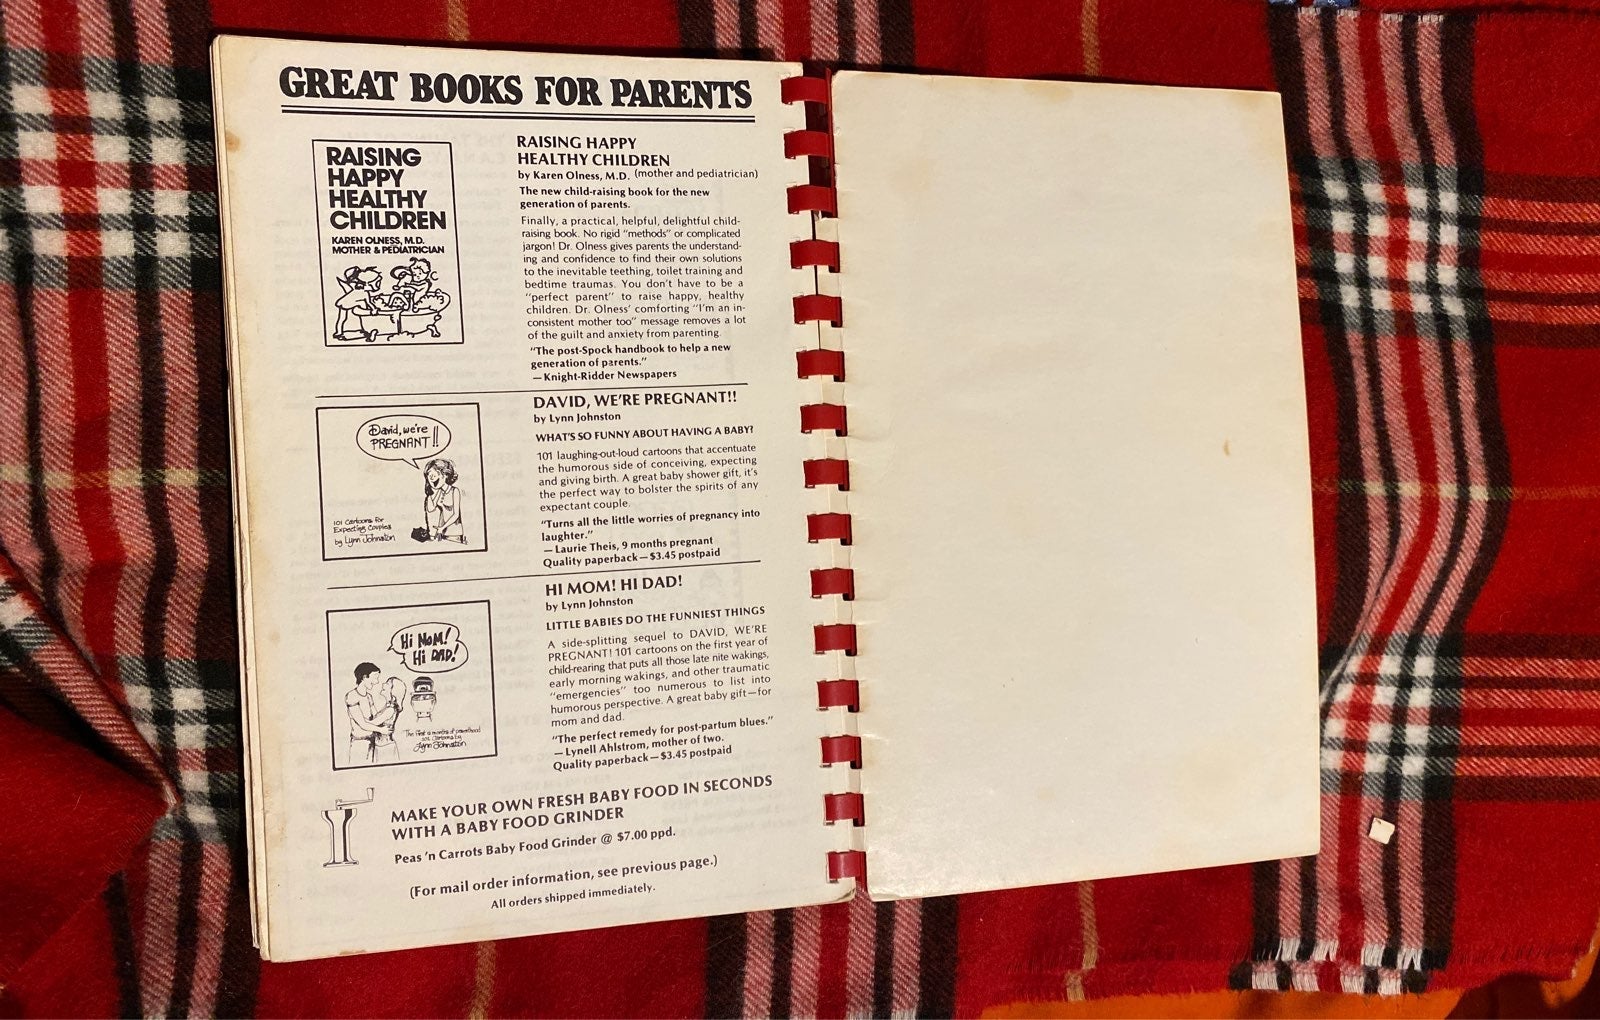 GREAT BOOKS FOR PARENTS
RAISING
HAPPY
HEALTHY
CHILDREN
KAREN OLNESS, M.D.
MOTHER & PEDIATRICIAN
RAISING HAPPY
HEALTHY CHILDREN
by Karen Olness, M.D. (mother and pediatrician)
The new child-raising book for the new
generation of parents.
Finally, a practical, helpful, delightful child-
raising book. No rigid "methods" or complicated
jargon! Dr. Olness gives parents the understand-
ing and confidence to find their own solutions
to the inevitable teething, toilet training and
bedtime traumas. You don't have to be a
"perfect parent" to raise happy, healthy
children. Dr. Olness' comforting "I'm an in-
consistent mother too" message removes a lot
of the guilt and anxiety from parenting.
"The post-Spock handbook to help a new
generation of parents."
— Knight-Ridder Newspapers
David, we're
PREGNANT!!
101 Cartoons for
Expecting Couples
by Lynn Johnston
DAVID, WE'RE PREGNANT!!
by Lynn Johnston
WHAT'S SO FUNNY ABOUT HAVING A BABY?
101 laughing-out-loud cartoons that accentuate
the humorous side of conceiving, expecting
and giving birth. A great baby shower gift, it's
the perfect way to bolster the spirits of any
expectant couple.
"Turns all the little worries of pregnancy into
laughter."
— Laurie Theis, 9 months pregnant
Quality paperback—$3.45 postpaid
Hi MOM!
Hi DAD!
The first 12 months of parenthood
101 cartoons by
Lynn Johnston
HI MOM! HI DAD!
by Lynn Johnston
LITTLE BABIES DO THE FUNNIEST THINGS
A side-splitting sequel to DAVID, WE'RE
PREGNANT! 101 cartoons on the first year of
child-rearing that puts all those late nite wakings,
early morning wakings, and other traumatic
"emergencies" too numerous to list into
humorous perspective. A great baby gift—for
mom and dad.
"The perfect remedy for post-partum blues."
— Lynell Ahlstrom, mother of two.
Quality paperback—$3.45 postpaid
MAKE YOUR OWN FRESH BABY FOOD IN SECONDS
WITH A BABY FOOD GRINDER
Peas 'n Carrots Baby Food Grinder @ $7.00 ppd.
(For mail order information, see previous page.)
All orders shipped immediately.